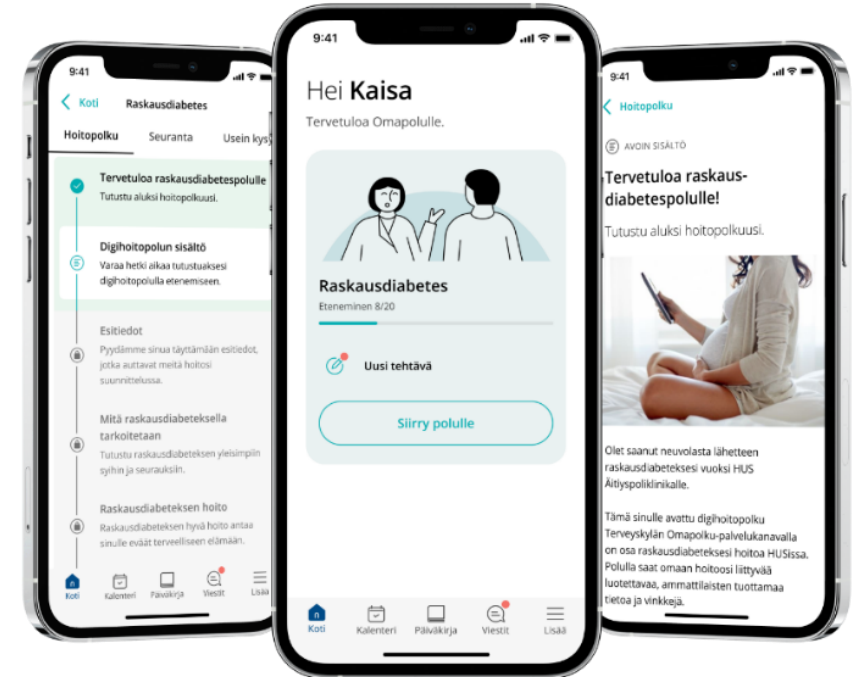 9:41
Koti
Raskausdiabetes
Hoitopolku
Seuranta
Usein kysy
Tervetuloa raskausdiabetespolulle
Tutustu aluksi hoitopolkuusi.
Digihoitopolun sisältö
Varaa hetki aikaa tutustuaksesi
digihoitopolulla etenemiseen.
Esitiedot
Pyydämme sinua täyttämään esitiedot,
jotka auttavat meitä hoitosi
suunnittelussa.
Mitä raskausdiabeteksella
tarkoitetaan
Tutustu raskausdiabeteksen yleisimpiin
syihin ja seurauksiin.
Raskausdiabeteksen hoito
Raskausdiabeteksen hyvä hoito antaa
sinulle eväät terveelliseen elämään.
Koti
Kalenteri
Päiväkirja
Viestit
Lisää
9:41
Hei Kaisa
Tervetuloa Omapolulle.
Raskausdiabetes
Eteneminen 8/20
Uusi tehtävä
Siirry polulle
Koti
Kalenteri
Päiväkirja
Viestit
Lisää
9:41
Hoitopolku
AVOIN SISÄLTÖ
Tervetuloa raskaus-
diabetespolulle!
Tutustu aluksi hoitopolkuusi.
Olet saanut neuvolasta lähetteen
raskausdiabeteksesi vuoksi HUS
Äitiyspoliklinikalle.
Tämä sinulle avattu digihoitopolku
Terveyskylän Omapolku-palvelukanavalla
on osa raskausdiabeteksesi hoitoa HUSissa.
Polulla saat omaan hoitoosi liittyvää
luotettavaa, ammattilaisten tuottamaa
tietoa ja vinkkejä.